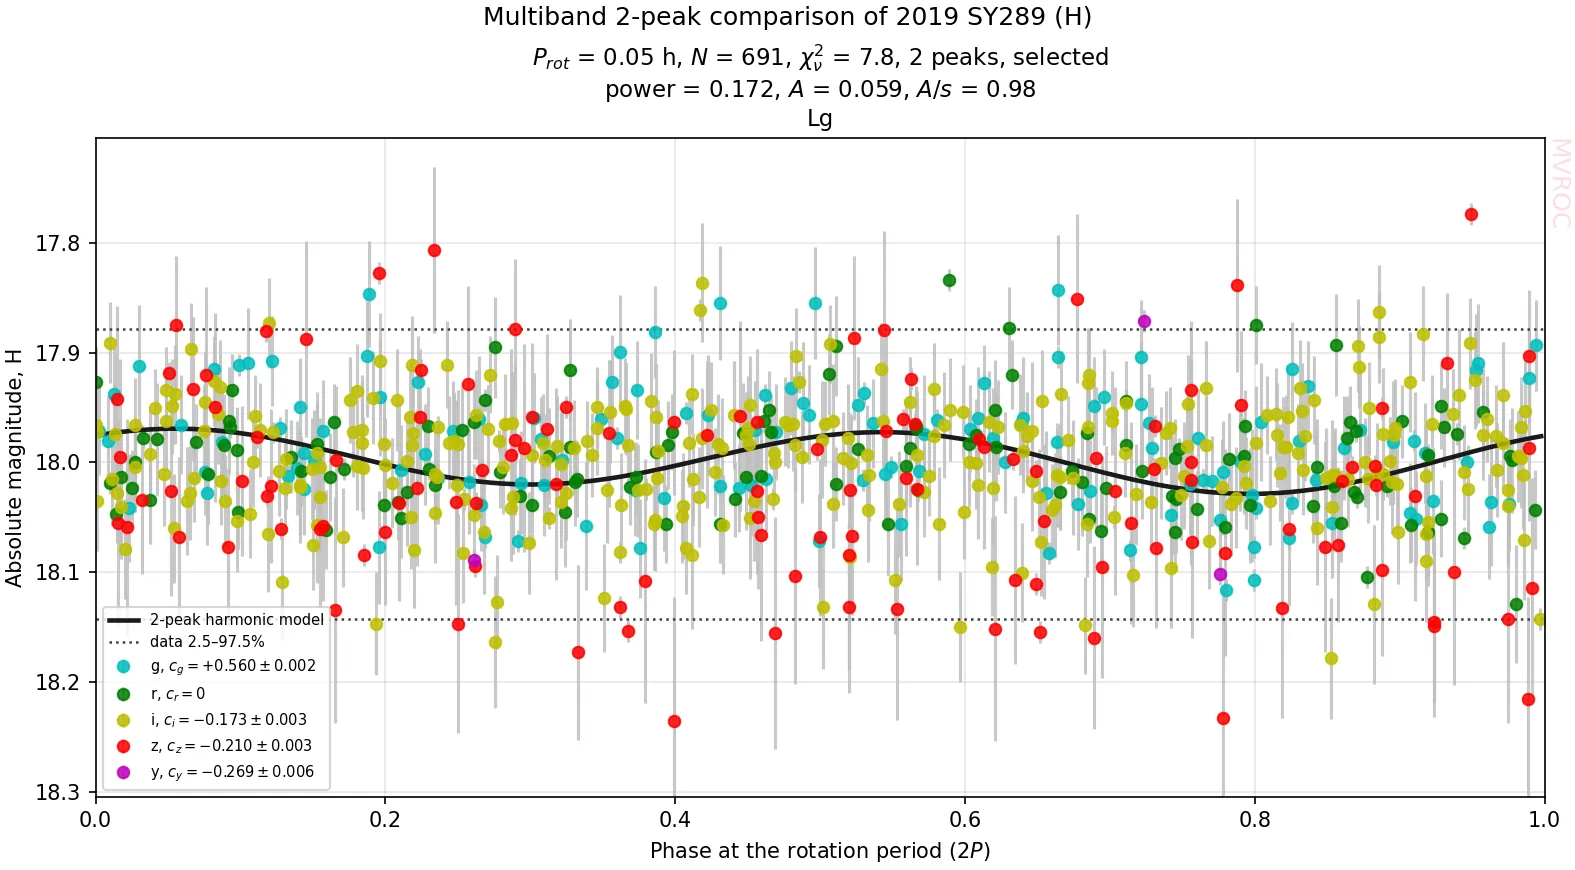 Multiband 2-peak comparison of 2019 SY289 (H)
P_rot = 0.05 h, N = 691, χ²_ν = 7.8, 2 peaks, selected
power = 0.172, A = 0.059, A/s = 0.98
Lg
MVROC
Absolute magnitude, H
17.8
17.9
18.0
18.1
18.2
18.3
2-peak harmonic model
data 2.5–97.5%
g, c_g = +0.560 ± 0.002
r, c_r = 0
i, c_i = −0.173 ± 0.003
z, c_z = −0.210 ± 0.003
y, c_y = −0.269 ± 0.006
0.0 0.2 0.4 0.6 0.8 1.0
Phase at the rotation period (2P)